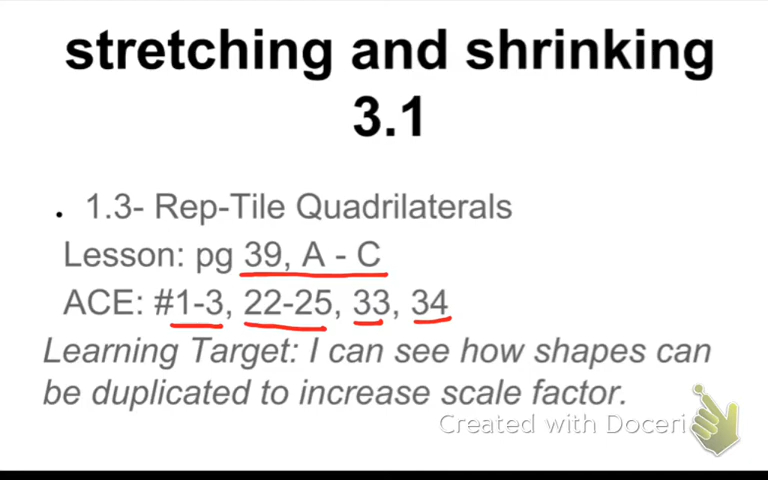 stretching and shrinking
3.1
• 1.3- Rep-Tile Quadrilaterals
Lesson: pg 39, A - C
ACE: #1-3, 22-25, 33, 34
Learning Target: I can see how shapes can
be duplicated to increase scale factor.
Created with Doceri